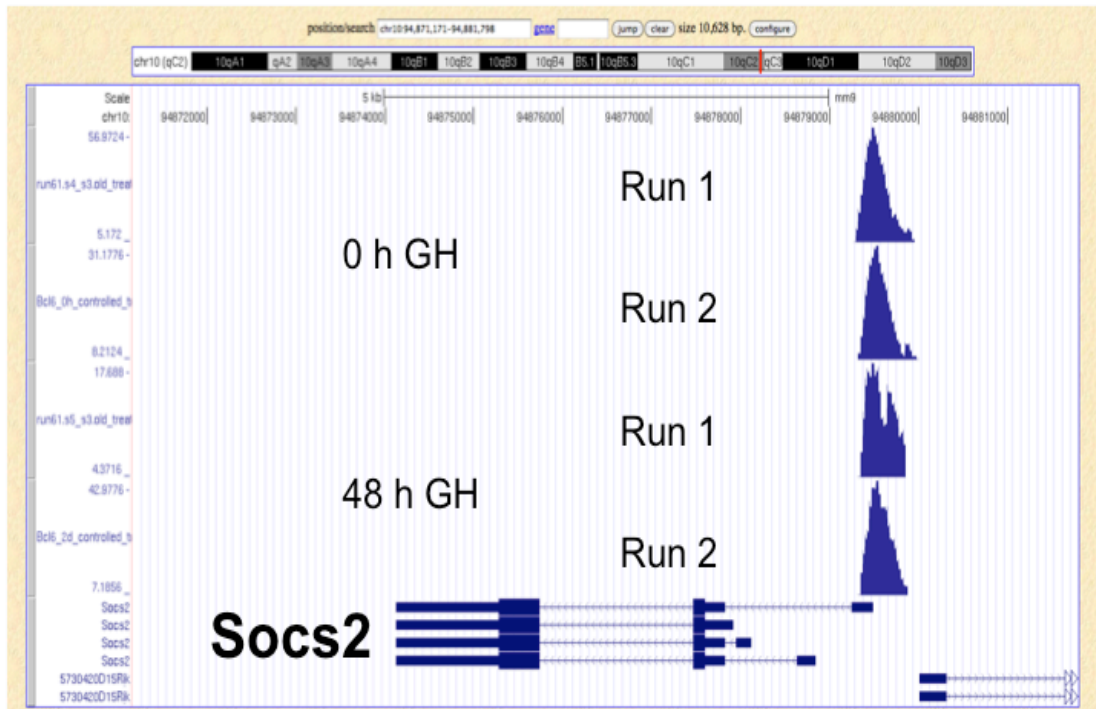 position/search chr10:94,871,171-94,881,798 gene jump clear size 10,628 bp. configure
chr10 (qC2) 10qA1 qA2 10qA3 10qA4 10qB1 10qB2 10qB3 10qB4 B5.1 10qB5.3 10qC1 10qC2 qC3 10qD1 10qD2 10qD3
Scale 5 kb mm9
chr10: 94872000 94873000 94874000 94875000 94876000 94877000 94878000 94879000 94880000 94881000
56.9724 -
run61.s4_s3.old_treat
Run 1
5.172 _
0 h GH
31.1776 -
Bcl6_0h_controlled_t
Run 2
8.2124 _
17.688 -
run61.s5_s3.old_treat
Run 1
4.3716 _
48 h GH
42.9776 -
Bcl6_2d_controlled_t
Run 2
7.1856 _
Socs2
Socs2
Socs2
Socs2
Socs2
5730420D15Rik
5730420D15Rik